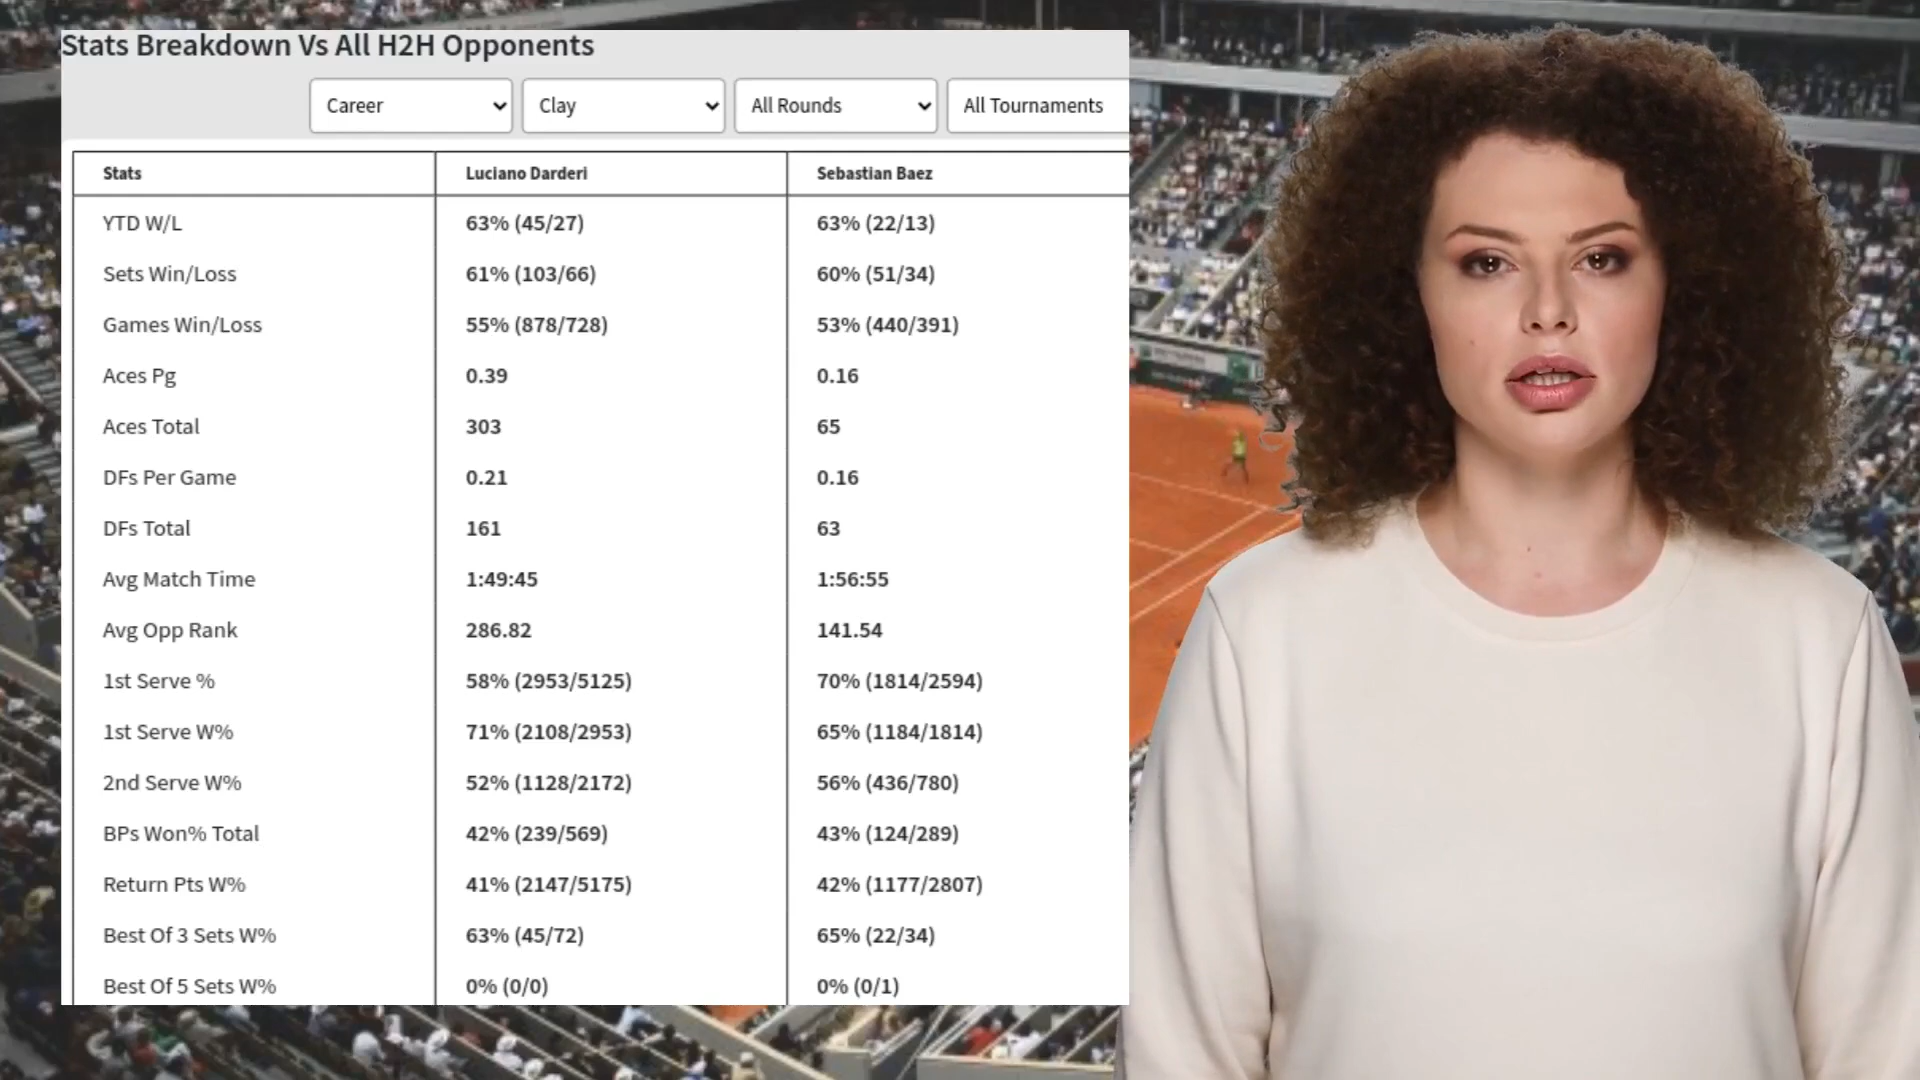 Stats Breakdown Vs All H2H Opponents
Career Clay All Rounds All Tournaments
Stats Luciano Darderi Sebastian Baez
YTD W/L 63% (45/27) 63% (22/13)
Sets Win/Loss 61% (103/66) 60% (51/34)
Games Win/Loss 55% (878/728) 53% (440/391)
Aces Pg 0.39 0.16
Aces Total 303 65
DFs Per Game 0.21 0.16
DFs Total 161 63
Avg Match Time 1:49:45 1:56:55
Avg Opp Rank 286.82 141.54
1st Serve % 58% (2953/5125) 70% (1814/2594)
1st Serve W% 71% (2108/2953) 65% (1184/1814)
2nd Serve W% 52% (1128/2172) 56% (436/780)
BPs Won% Total 42% (239/569) 43% (124/289)
Return Pts W% 41% (2147/5175) 42% (1177/2807)
Best Of 3 Sets W% 63% (45/72) 65% (22/34)
Best Of 5 Sets W% 0% (0/0) 0% (0/1)